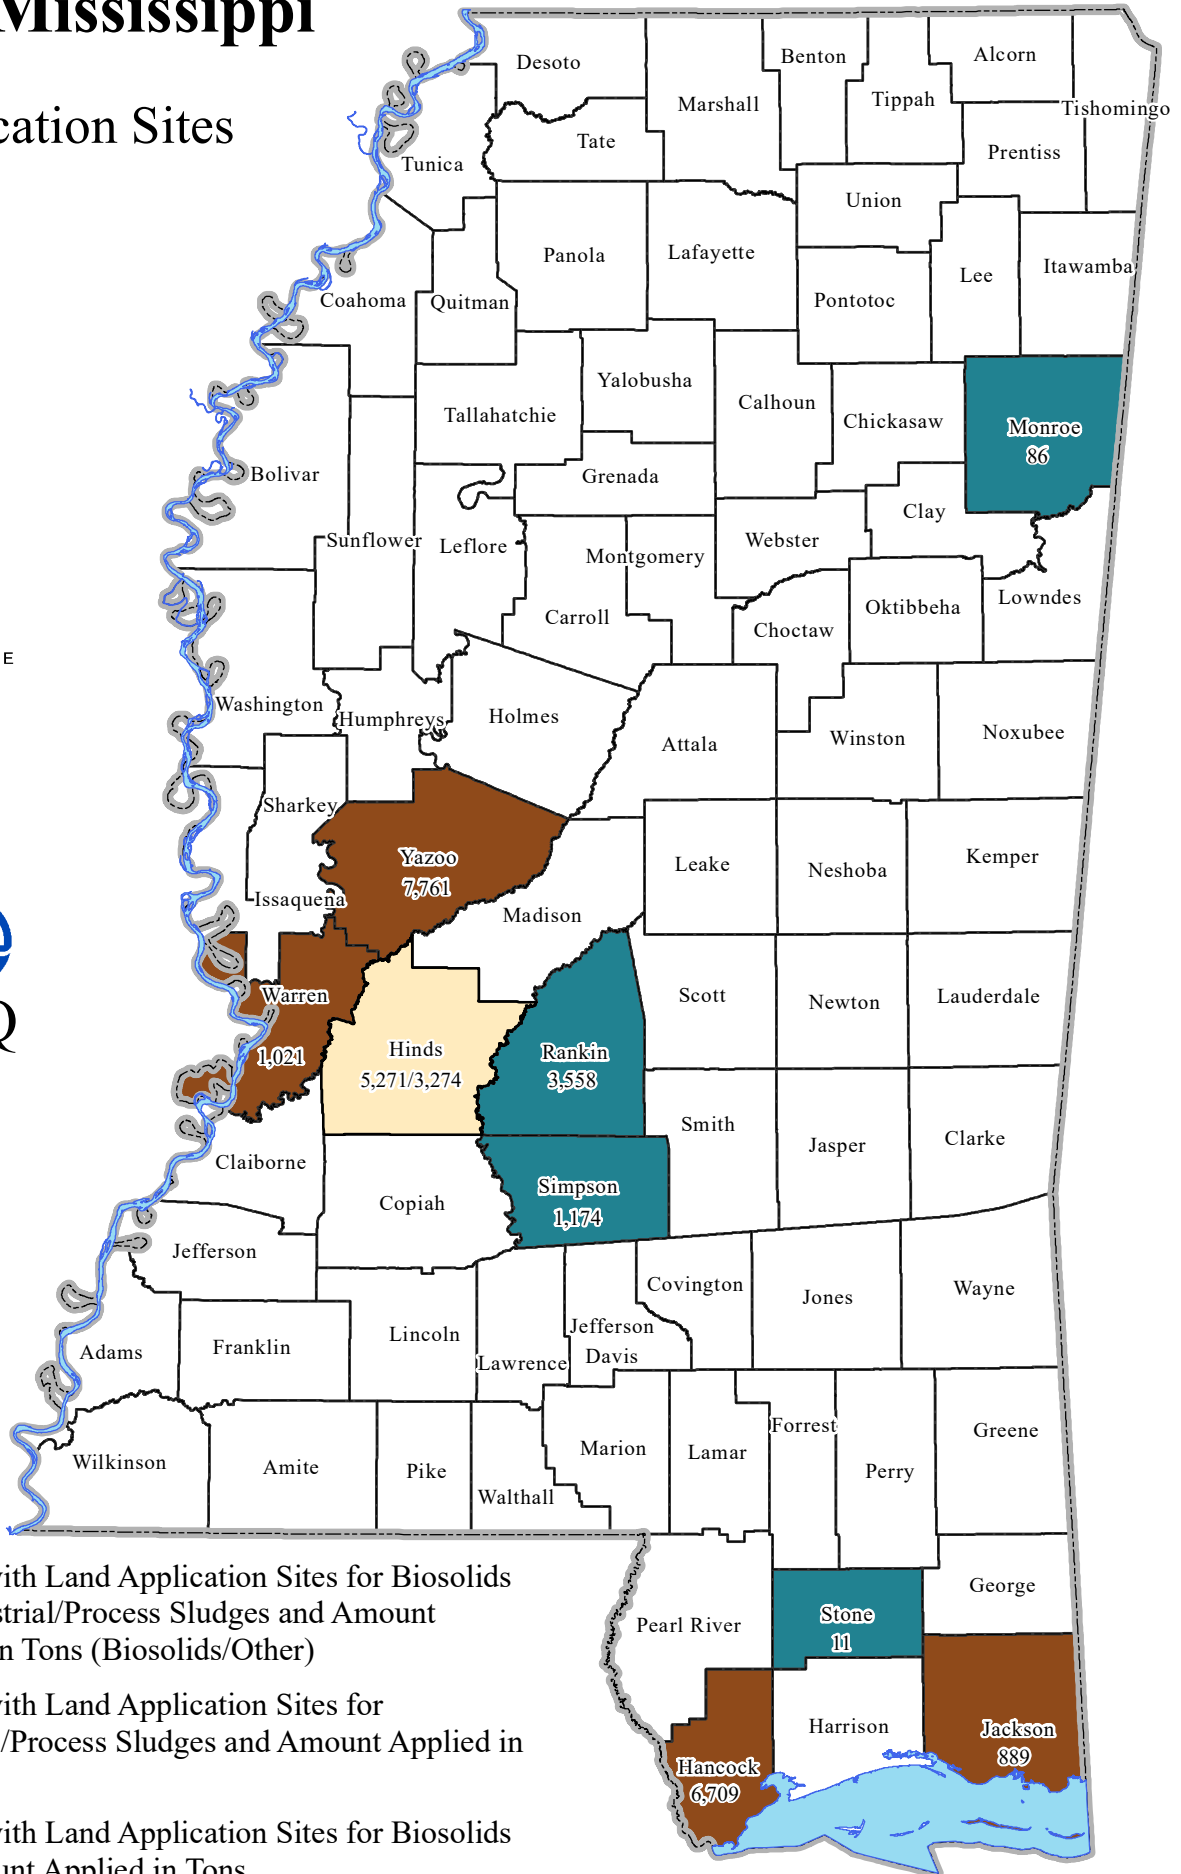 Mississippi
cation Sites
Desoto
Benton
Alcorn
Marshall
Tippah
Tishomingo
Tate
Tunica
Prentiss
Union
Panola
Lafayette
Lee
Itawamba
Coahoma
Quitman
Pontotoc
Yalobusha
Calhoun
Tallahatchie
Chickasaw
Monroe
86
Bolivar
Grenada
Clay
Sunflower
Leflore
Montgomery
Webster
Lowndes
Oktibbeha
Carroll
Choctaw
E
Washington
Humphreys
Holmes
Attala
Winston
Noxubee
Sharkey
Yazoo
7,761
Leake
Neshoba
Kemper
Issaquena
Madison
e
Warren
1,021
Scott
Newton
Lauderdale
Q
Hinds
5,271/3,274
Rankin
3,558
Smith
Jasper
Clarke
Claiborne
Copiah
Simpson
1,174
Jefferson
Covington
Jones
Wayne
Adams
Franklin
Lincoln
Lawrence
Jefferson
Davis
Forrest
Greene
Wilkinson
Amite
Pike
Walthall
Marion
Lamar
Perry
with Land Application Sites for Biosolids
strial/Process Sludges and Amount
n Tons (Biosolids/Other)
George
Stone
11
Pearl River
with Land Application Sites for
/Process Sludges and Amount Applied in
Harrison
Jackson
889
Hancock
6,709
with Land Application Sites for Biosolids
unt Applied in Tons